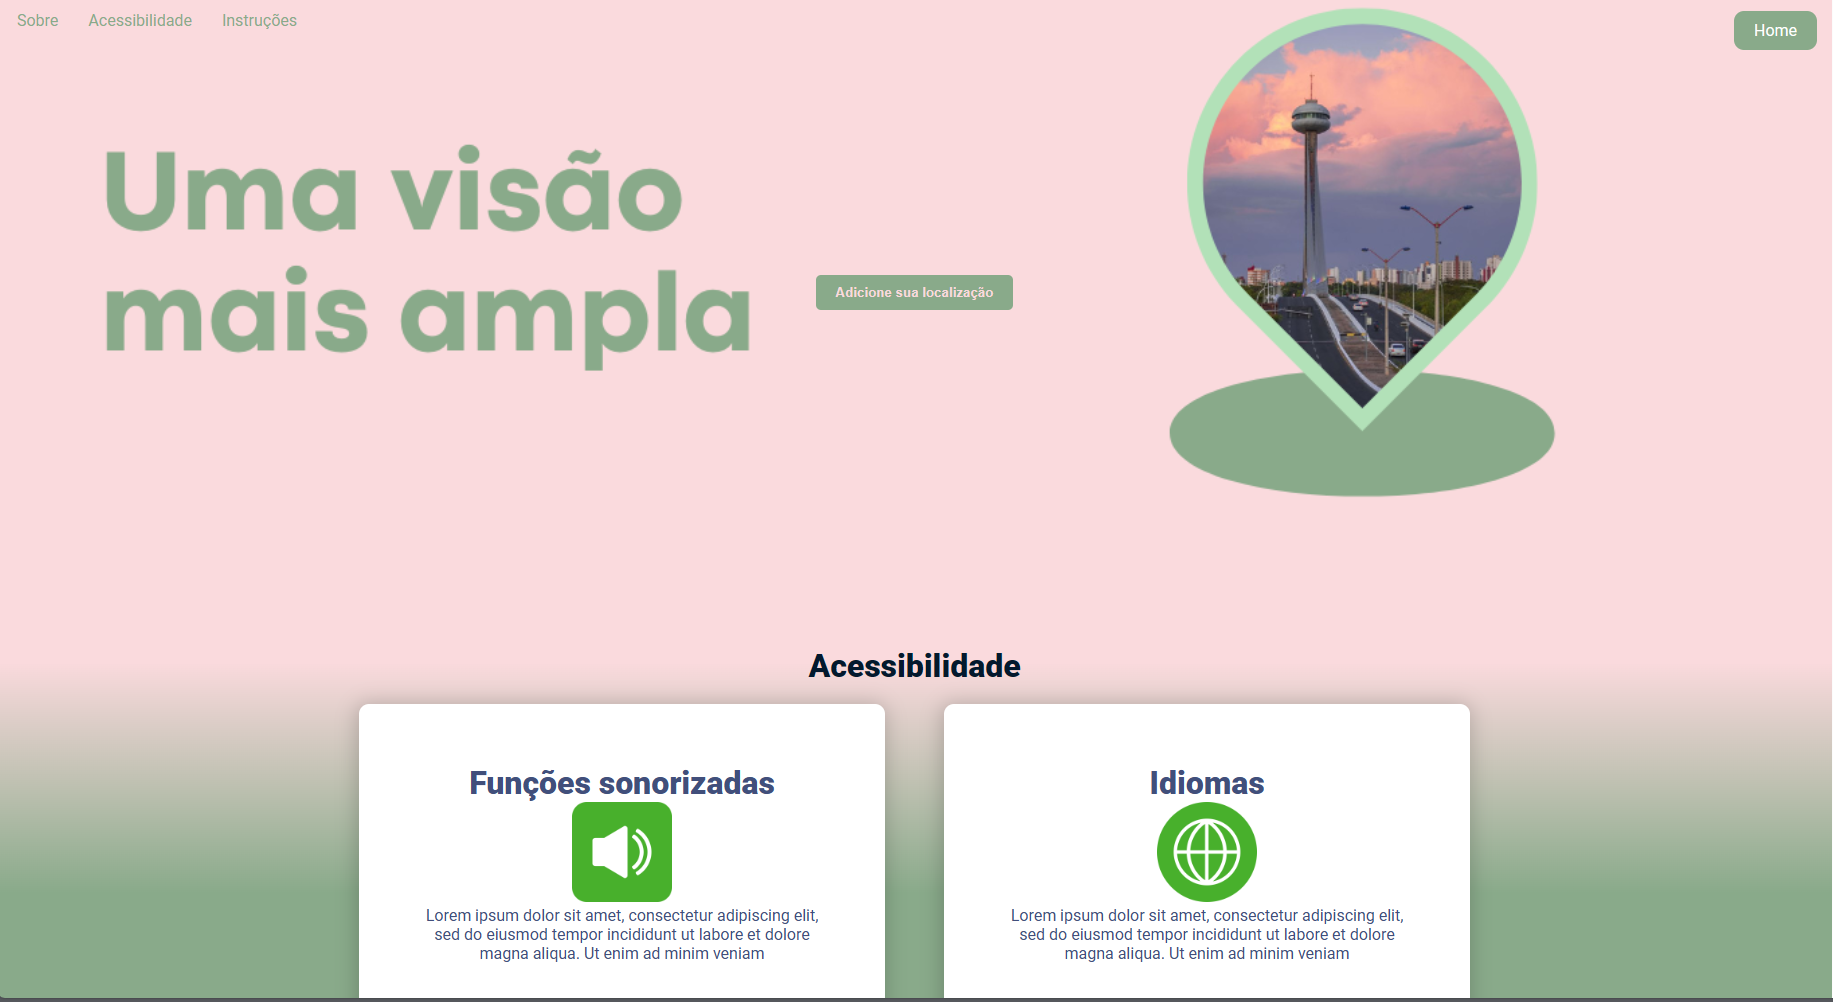 Sobre Acessibilidade Instruções
Home
Uma visão
mais ampla
Adicione sua localização
Acessibilidade
Funções sonorizadas
Lorem ipsum dolor sit amet, consectetur adipiscing elit,
sed do eiusmod tempor incididunt ut labore et dolore
magna aliqua. Ut enim ad minim veniam
Idiomas
Lorem ipsum dolor sit amet, consectetur adipiscing elit,
sed do eiusmod tempor incididunt ut labore et dolore
magna aliqua. Ut enim ad minim veniam